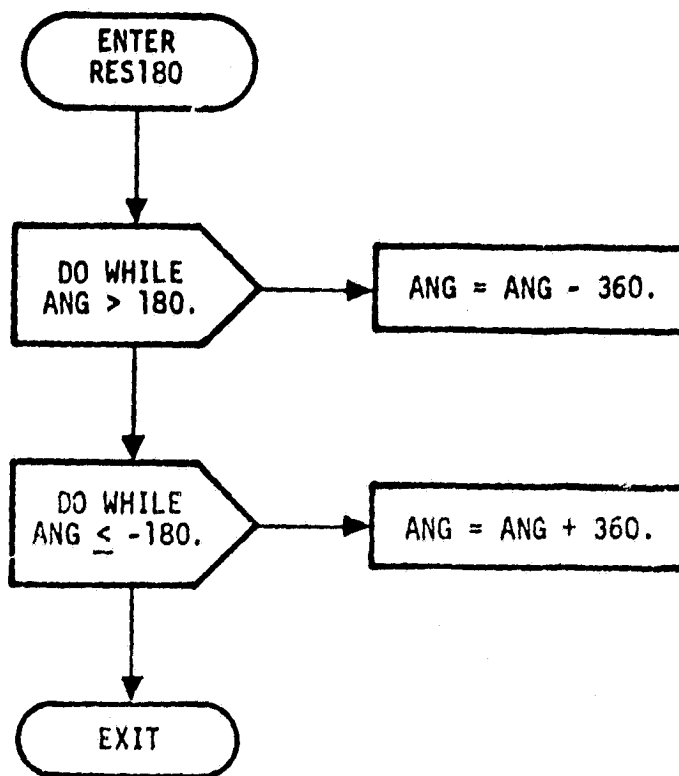 ENTER
RES180
DO WHILE
ANG > 180.
ANG = ANG - 360.
DO WHILE
ANG ≤ -180.
ANG = ANG + 360.
EXIT